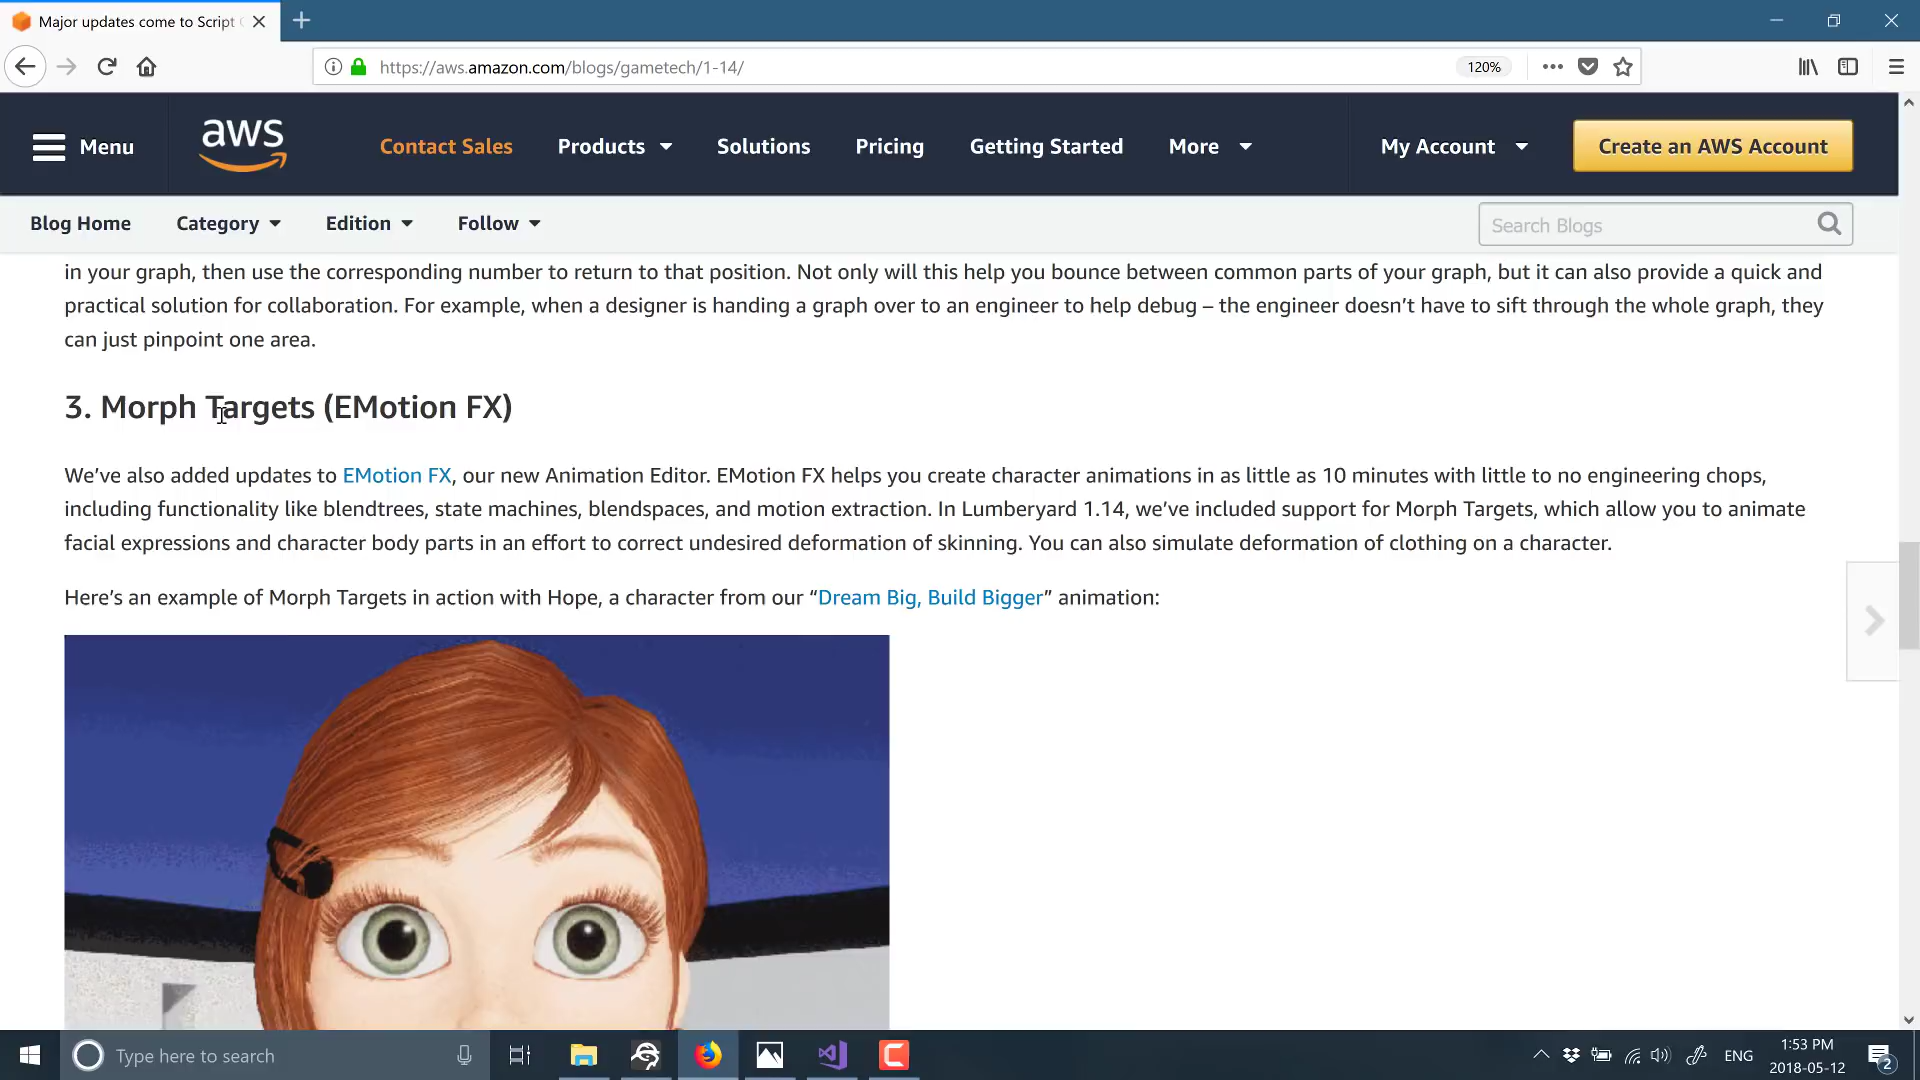 Major updates come to Script
https://aws.amazon.com/blogs/gametech/1-14/
120%
Menu
aws
Contact Sales
Products
Solutions
Pricing
Getting Started
More
My Account
Create an AWS Account
Blog Home
Category
Edition
Follow
Search Blogs
in your graph, then use the corresponding number to return to that position. Not only will this help you bounce between common parts of your graph, but it can also provide a quick and
practical solution for collaboration. For example, when a designer is handing a graph over to an engineer to help debug – the engineer doesn’t have to sift through the whole graph, they
can just pinpoint one area.
3. Morph Targets (EMotion FX)
We’ve also added updates to EMotion FX, our new Animation Editor. EMotion FX helps you create character animations in as little as 10 minutes with little to no engineering chops,
including functionality like blendtrees, state machines, blendspaces, and motion extraction. In Lumberyard 1.14, we’ve included support for Morph Targets, which allow you to animate
facial expressions and character body parts in an effort to correct undesired deformation of skinning. You can also simulate deformation of clothing on a character.
Here’s an example of Morph Targets in action with Hope, a character from our “Dream Big, Build Bigger” animation:
Type here to search
ENG
1:53 PM
2018-05-12
2